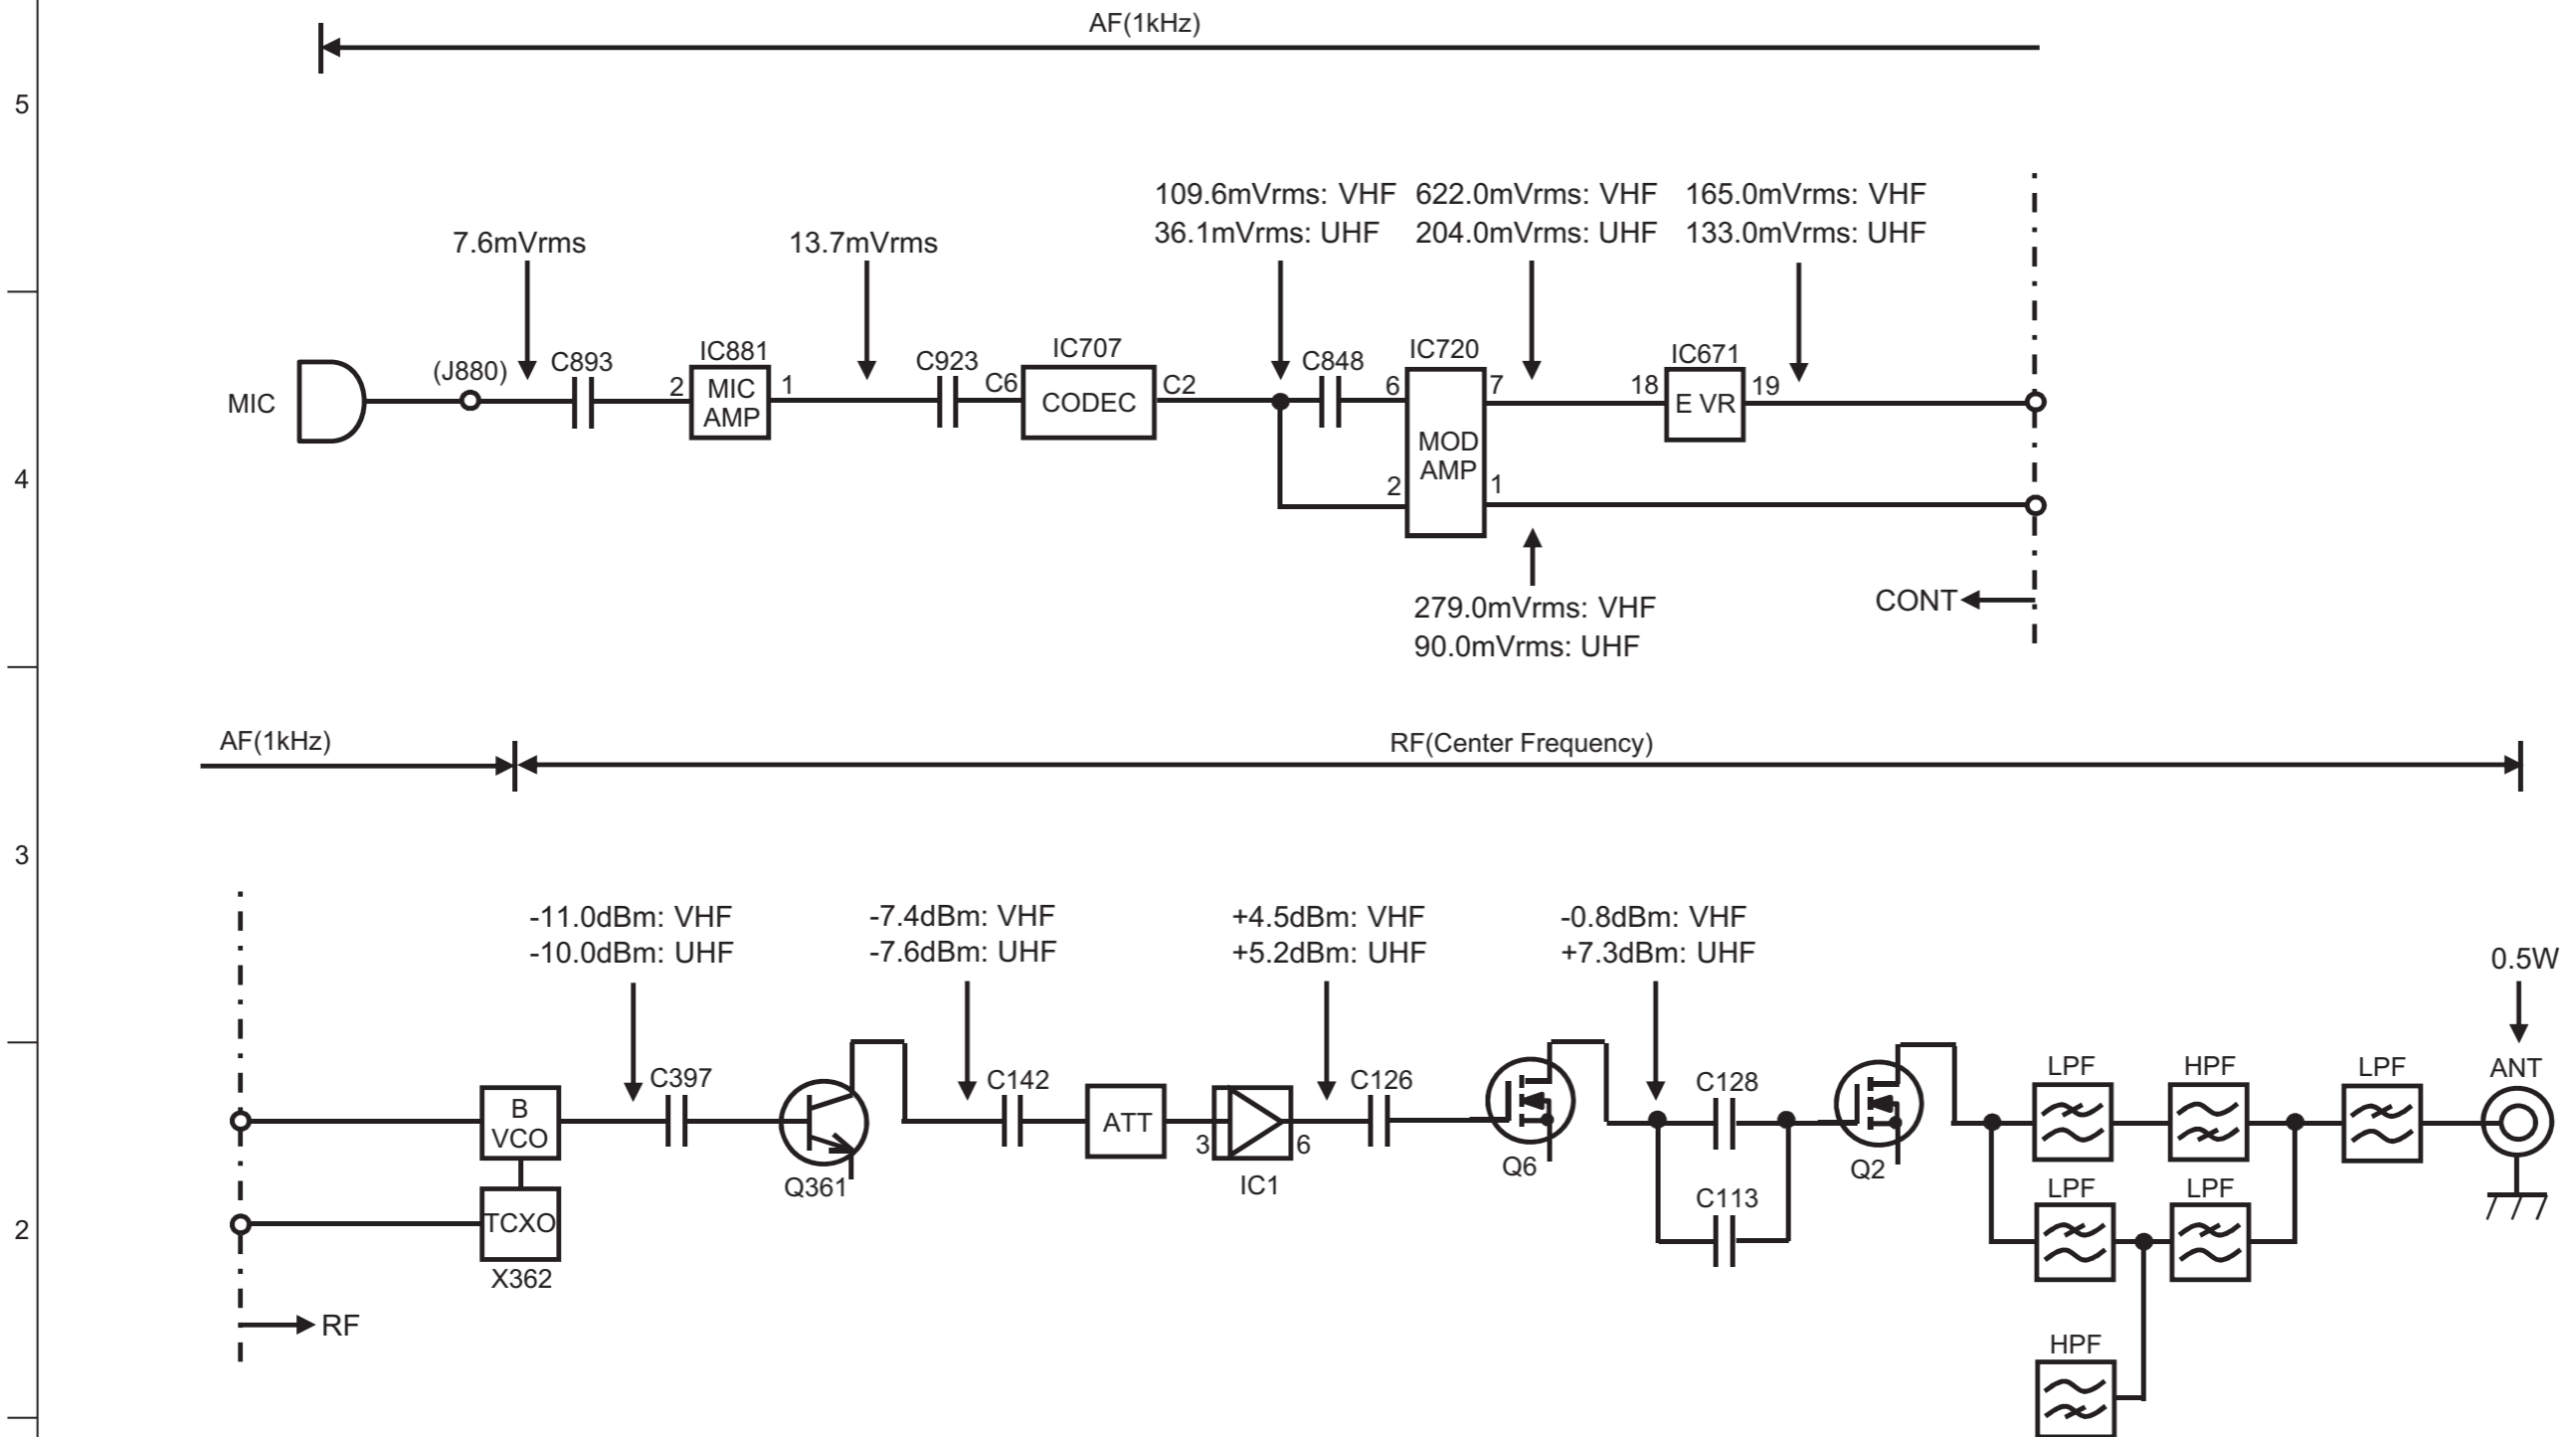 AF(1kHz)
5
109.6mVrms: VHF
36.1mVrms: UHF
622.0mVrms: VHF
204.0mVrms: UHF
165.0mVrms: VHF
133.0mVrms: UHF
7.6mVrms
13.7mVrms
MIC
(J880)
C893
2
IC881
MIC
AMP
1
C923
C6
IC707
CODEC
C2
C848
6
IC720
7
MOD
AMP
2
1
18
IC671
E VR
19
4
279.0mVrms: VHF
90.0mVrms: UHF
CONT
AF(1kHz)
RF(Center Frequency)
3
-11.0dBm: VHF
-10.0dBm: UHF
-7.4dBm: VHF
-7.6dBm: UHF
+4.5dBm: VHF
+5.2dBm: UHF
-0.8dBm: VHF
+7.3dBm: UHF
0.5W
B
VCO
C397
Q361
C142
ATT
3
IC1
6
C126
Q6
C128
C113
Q2
LPF
HPF
LPF
ANT
LPF
LPF
2
TCXO
X362
RF
HPF